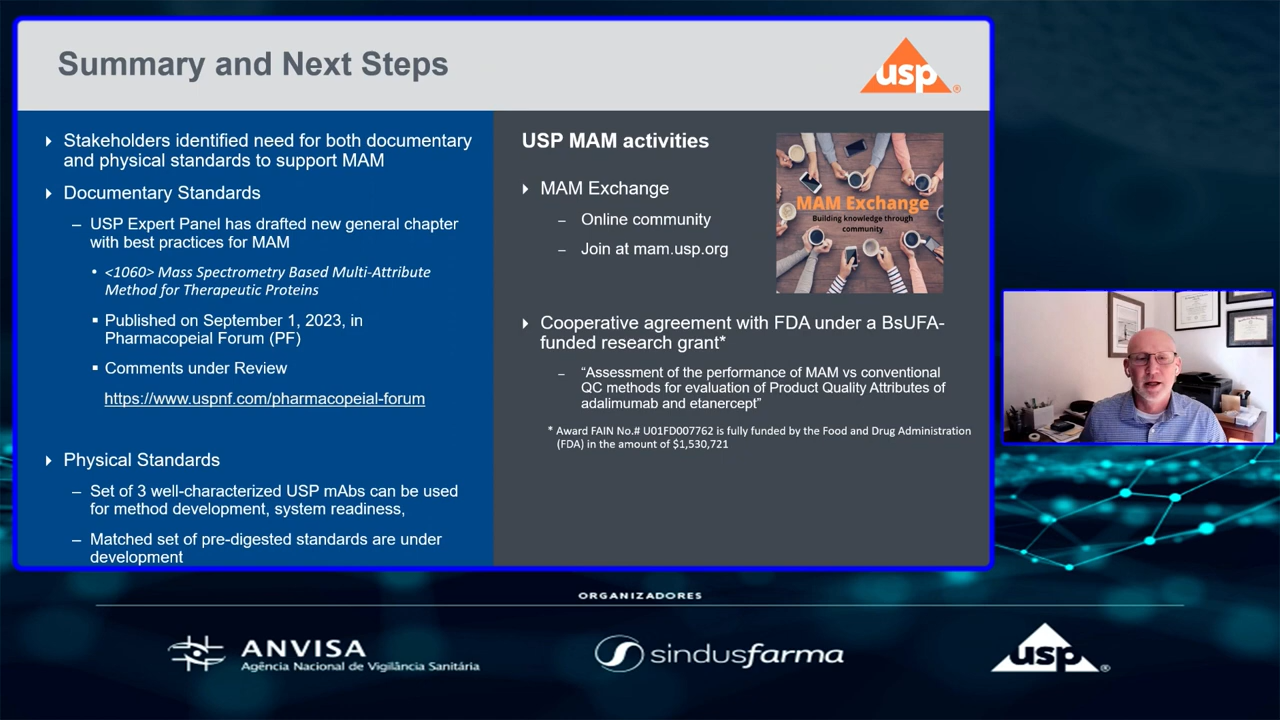 Summary and Next Steps
usp®
Stakeholders identified need for both documentary
and physical standards to support MAM
Documentary Standards
– USP Expert Panel has drafted new general chapter
with best practices for MAM
• <1060> Mass Spectrometry Based Multi-Attribute
Method for Therapeutic Proteins
▪ Published on September 1, 2023, in
Pharmacopeial Forum (PF)
▪ Comments under Review
https://www.uspnf.com/pharmacopeial-forum
Physical Standards
– Set of 3 well-characterized USP mAbs can be used
for method development, system readiness,
– Matched set of pre-digested standards are under
development
USP MAM activities
MAM Exchange
– Online community
– Join at mam.usp.org
MAM Exchange
Building knowledge through
community
Cooperative agreement with FDA under a BsUFA-
funded research grant*
– “Assessment of the performance of MAM vs conventional
QC methods for evaluation of Product Quality Attributes of
adalimumab and etanercept”
* Award FAIN No.# U01FD007762 is fully funded by the Food and Drug Administration
(FDA) in the amount of $1,530,721
ORGANIZADORES
ANVISA
Agência Nacional de Vigilância Sanitária
sindusfarma
usp®